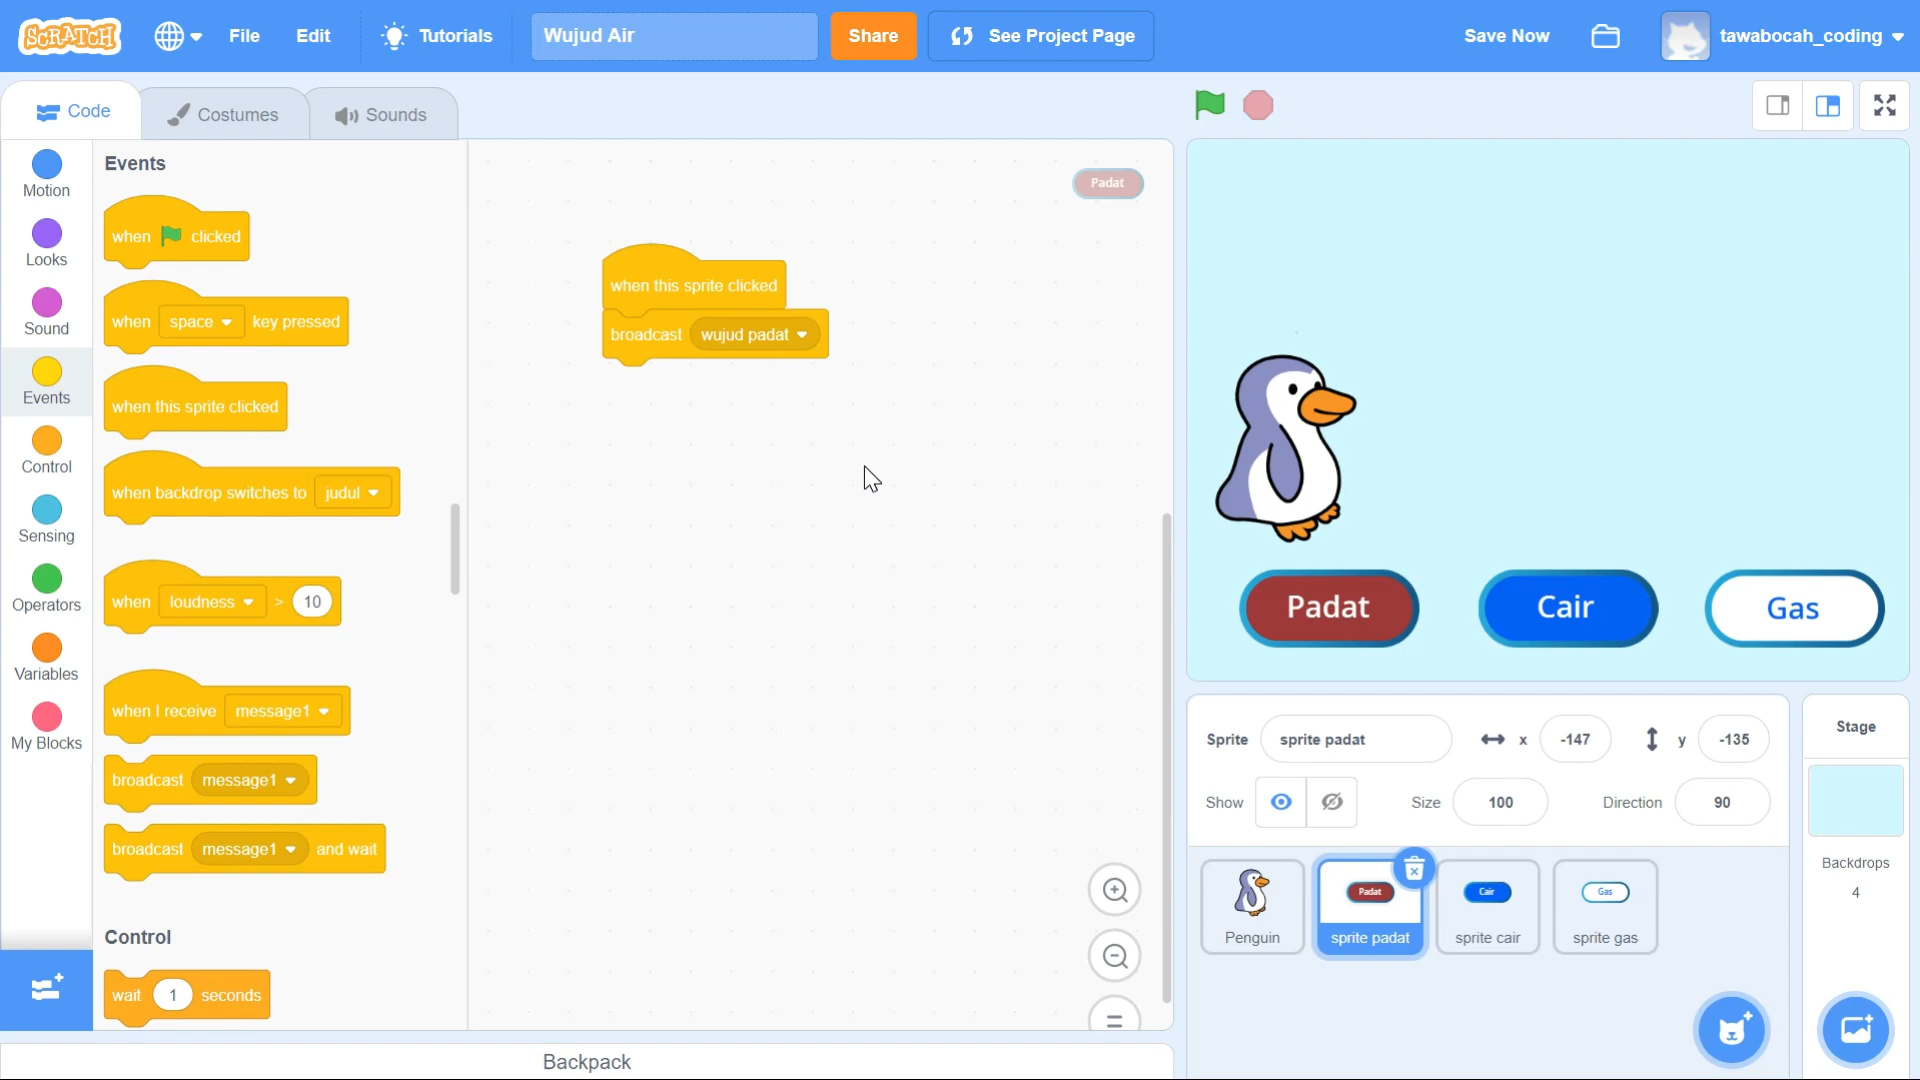 SCRATCH File Edit Tutorials Wujud Air Share See Project Page Save Now tawabocah_coding
Code Costumes Sounds
Motion
Looks
Sound
Events
Control
Sensing
Operators
Variables
My Blocks
Events
when clicked
when space key pressed
when this sprite clicked
when backdrop switches to judul
when loudness > 10
when I receive message1
broadcast message1
broadcast message1 and wait
Control
wait 1 seconds
Padat
when this sprite clicked
broadcast wujud padat
Backpack
Padat Cair Gas
Sprite sprite padat x -147 y -135
Show Size 100 Direction 90
Penguin
Padat
sprite padat
Cair
sprite cair
Gas
sprite gas
Stage
Backdrops
4